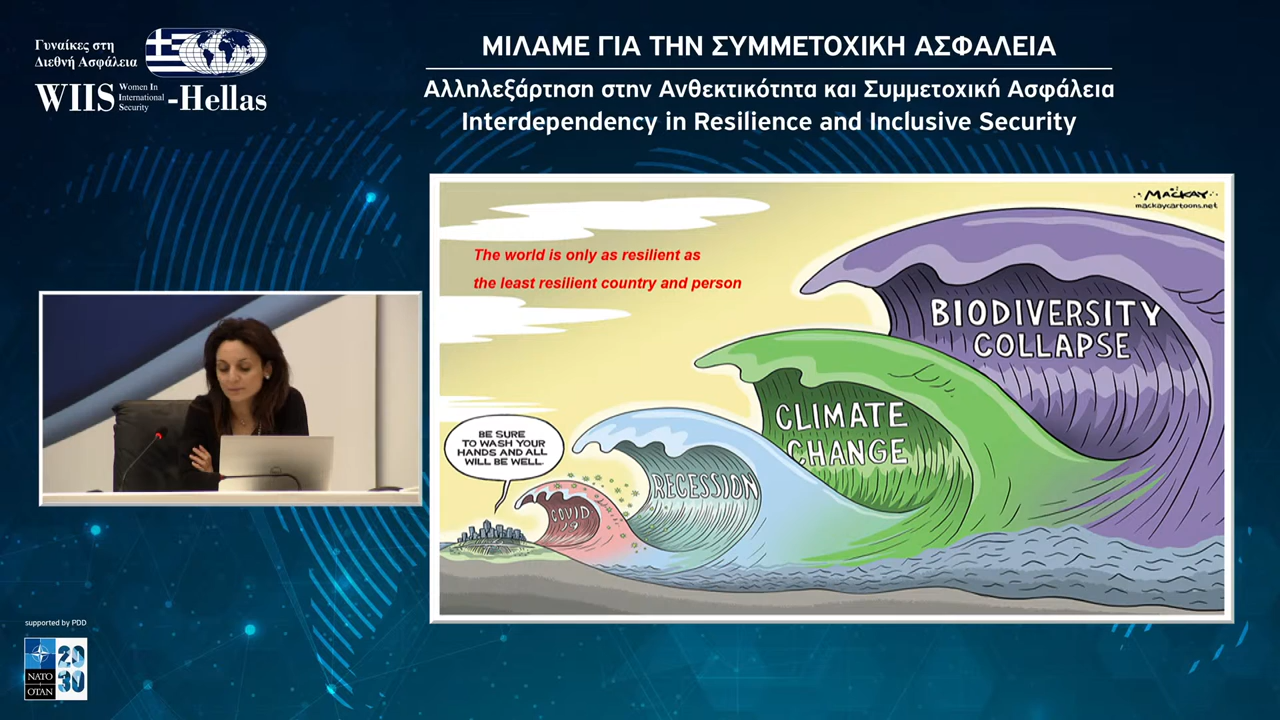 Γυναίκες στη
Διεθνή Ασφάλεια
WIIS Women In International Security -Hellas
ΜΙΛΑΜΕ ΓΙΑ ΤΗΝ ΣΥΜΜΕΤΟΧΙΚΗ ΑΣΦΑΛΕΙΑ
Αλληλεξάρτηση στην Ανθεκτικότητα και Συμμετοχική Ασφάλεια
Interdependency in Resilience and Inclusive Security
MACKAY
mackaycartoons.net
The world is only as resilient as
the least resilient country and person
BIODIVERSITY
COLLAPSE
CLIMATE
CHANGE
BE SURE
TO WASH YOUR
HANDS AND ALL
WILL BE WELL.
RECESSION
COVID
19
supported by PDD
NATO
OTAN
20
30